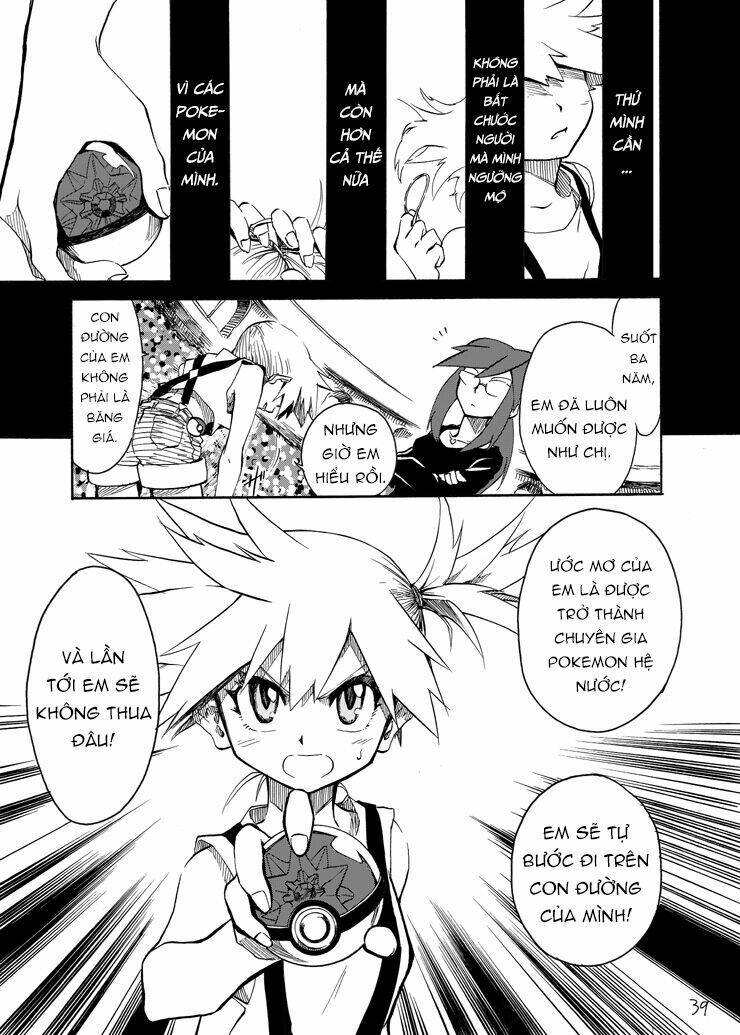 THỨ
MÌNH
CẦN
...
KHÔNG
PHẢI LÀ
BẮT
CHƯỚC
NGƯỜI
MÀ MÌNH
NGƯỠNG
MỘ
MÀ
CÒN
HƠN
CẢ THẾ
NỮA
VÌ CÁC
POKE-
MON
CỦA
MÌNH.
SUỐT
BA
NĂM,
EM ĐÃ LUÔN
MUỐN ĐƯỢC
NHƯ CHỊ.
NHƯNG
GIỜ EM
HIỂU RỒI.
CON
ĐƯỜNG
CỦA EM
KHÔNG
PHẢI LÀ
BĂNG
GIÁ.
ƯỚC MƠ CỦA
EM LÀ ĐƯỢC
TRỞ THÀNH
CHUYÊN GIA
POKEMON HỆ
NƯỚC!
VÀ LẦN
TỚI EM SẼ
KHÔNG THUA
ĐÂU!
EM SẼ TỰ
BƯỚC ĐI TRÊN
CON ĐƯỜNG
CỦA MÌNH!
39